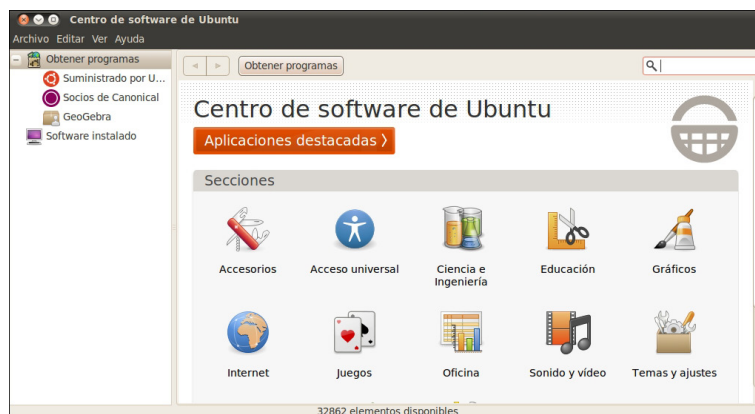 Centro de software de Ubuntu
Archivo Editar Ver Ayuda
Obtener programas
Suministrado por U...
Socios de Canonical
GeoGebra
Software instalado
Obtener programas
Centro de software de Ubuntu
Aplicaciones destacadas
Secciones
Accesorios
Acceso universal
Ciencia e
Ingeniería
Educación
Gráficos
Internet
Juegos
Oficina
Sonido y vídeo
Temas y ajustes
32862 elementos disponibles